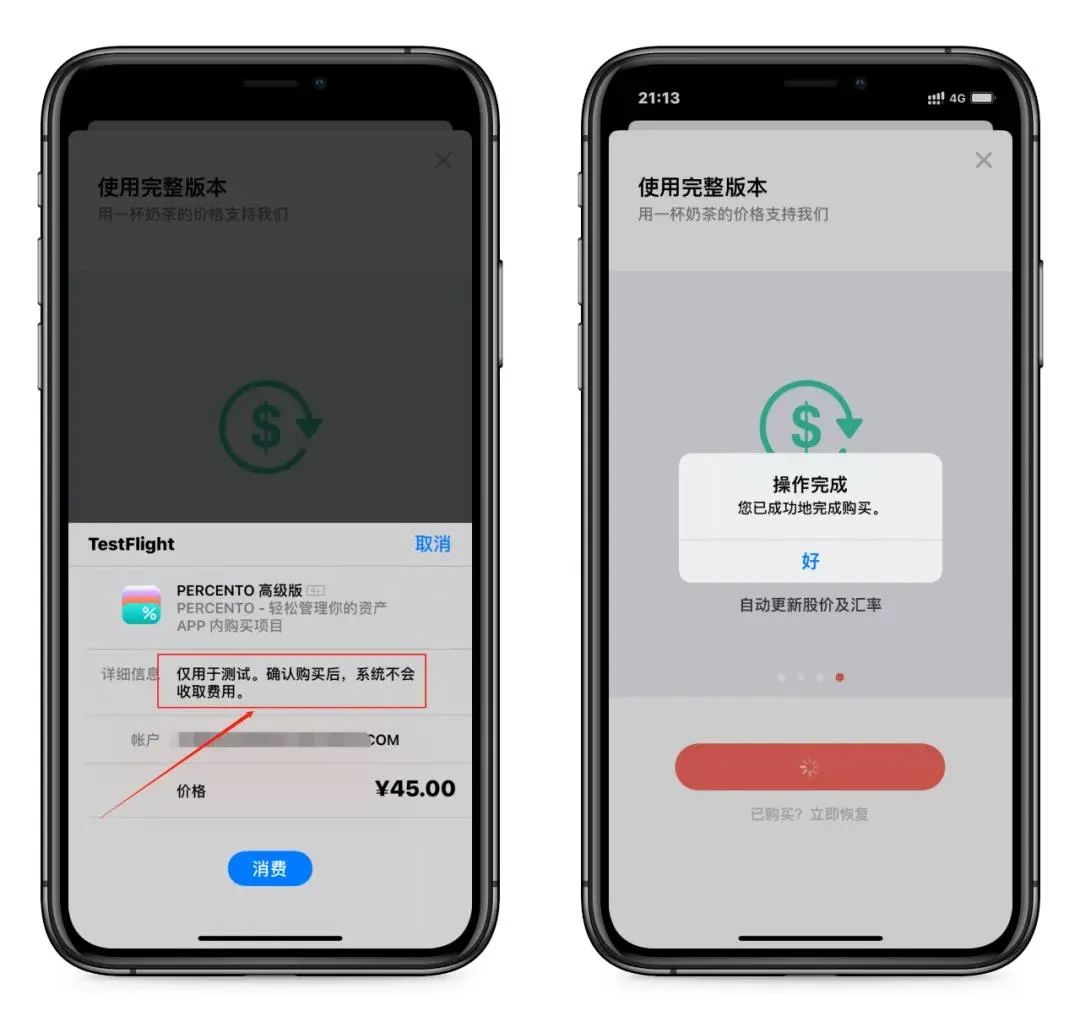 使用完整版本
用一杯奶茶的价格支持我们
$
TestFlight
取消
%
PERCENTO 高级版 4+
PERCENTO - 轻松管理你的资产
APP 内购买项目
详细信息
仅用于测试。确认购买后，系统不会
收取费用。
帐户
COM
价格
¥45.00
消费
21:13
4G
使用完整版本
用一杯奶茶的价格支持我们
$
操作完成
您已成功地完成购买。
好
自动更新股价及汇率
已购买？立即恢复